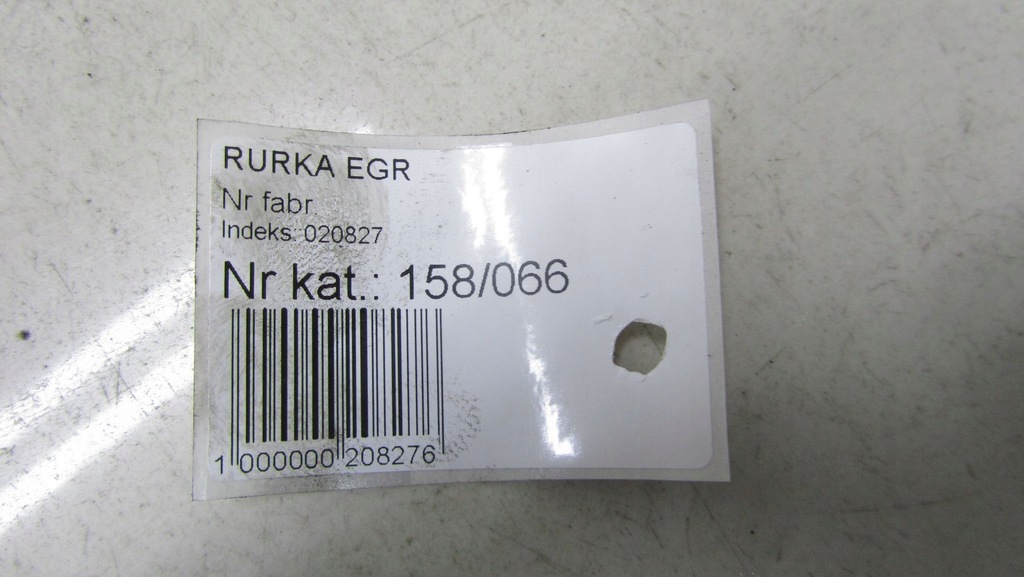 RURKA EGR
Nr fabr.
Indeks: 020827
Nr kat.: 158/066
1 000000 208276